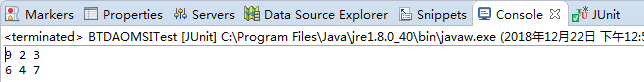 Markers Properties Servers Data Source Explorer Snippets Console JUnit
<terminated> BTDAOMSITest [JUnit] C:\Program Files\Java\jre1.8.0_40\bin\javaw.exe (2018年12月22日 下午12:5
9 2 3
6 4 7